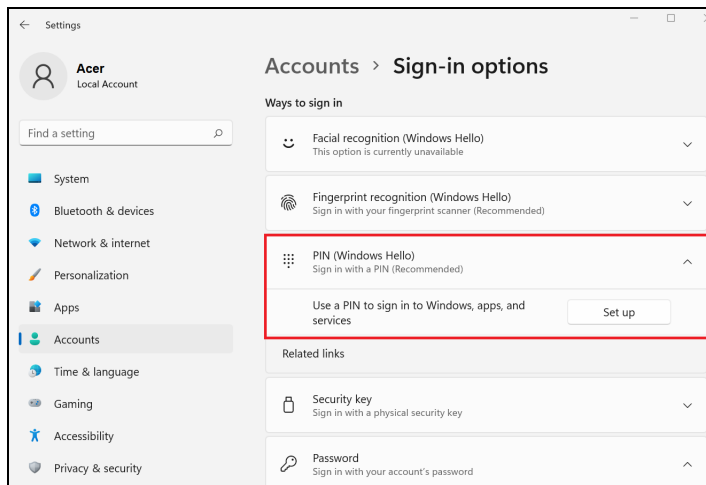 Settings
Acer
Local Account
Find a setting
System
Bluetooth & devices
Network & internet
Personalization
Apps
Accounts
Time & language
Gaming
Accessibility
Privacy & security
Accounts > Sign-in options
Ways to sign in
Facial recognition (Windows Hello)
This option is currently unavailable
Fingerprint recognition (Windows Hello)
Sign in with your fingerprint scanner (Recommended)
PIN (Windows Hello)
Sign in with a PIN (Recommended)
Use a PIN to sign in to Windows, apps, and
services
Set up
Related links
Security key
Sign in with a physical security key
Password
Sign in with your account's password